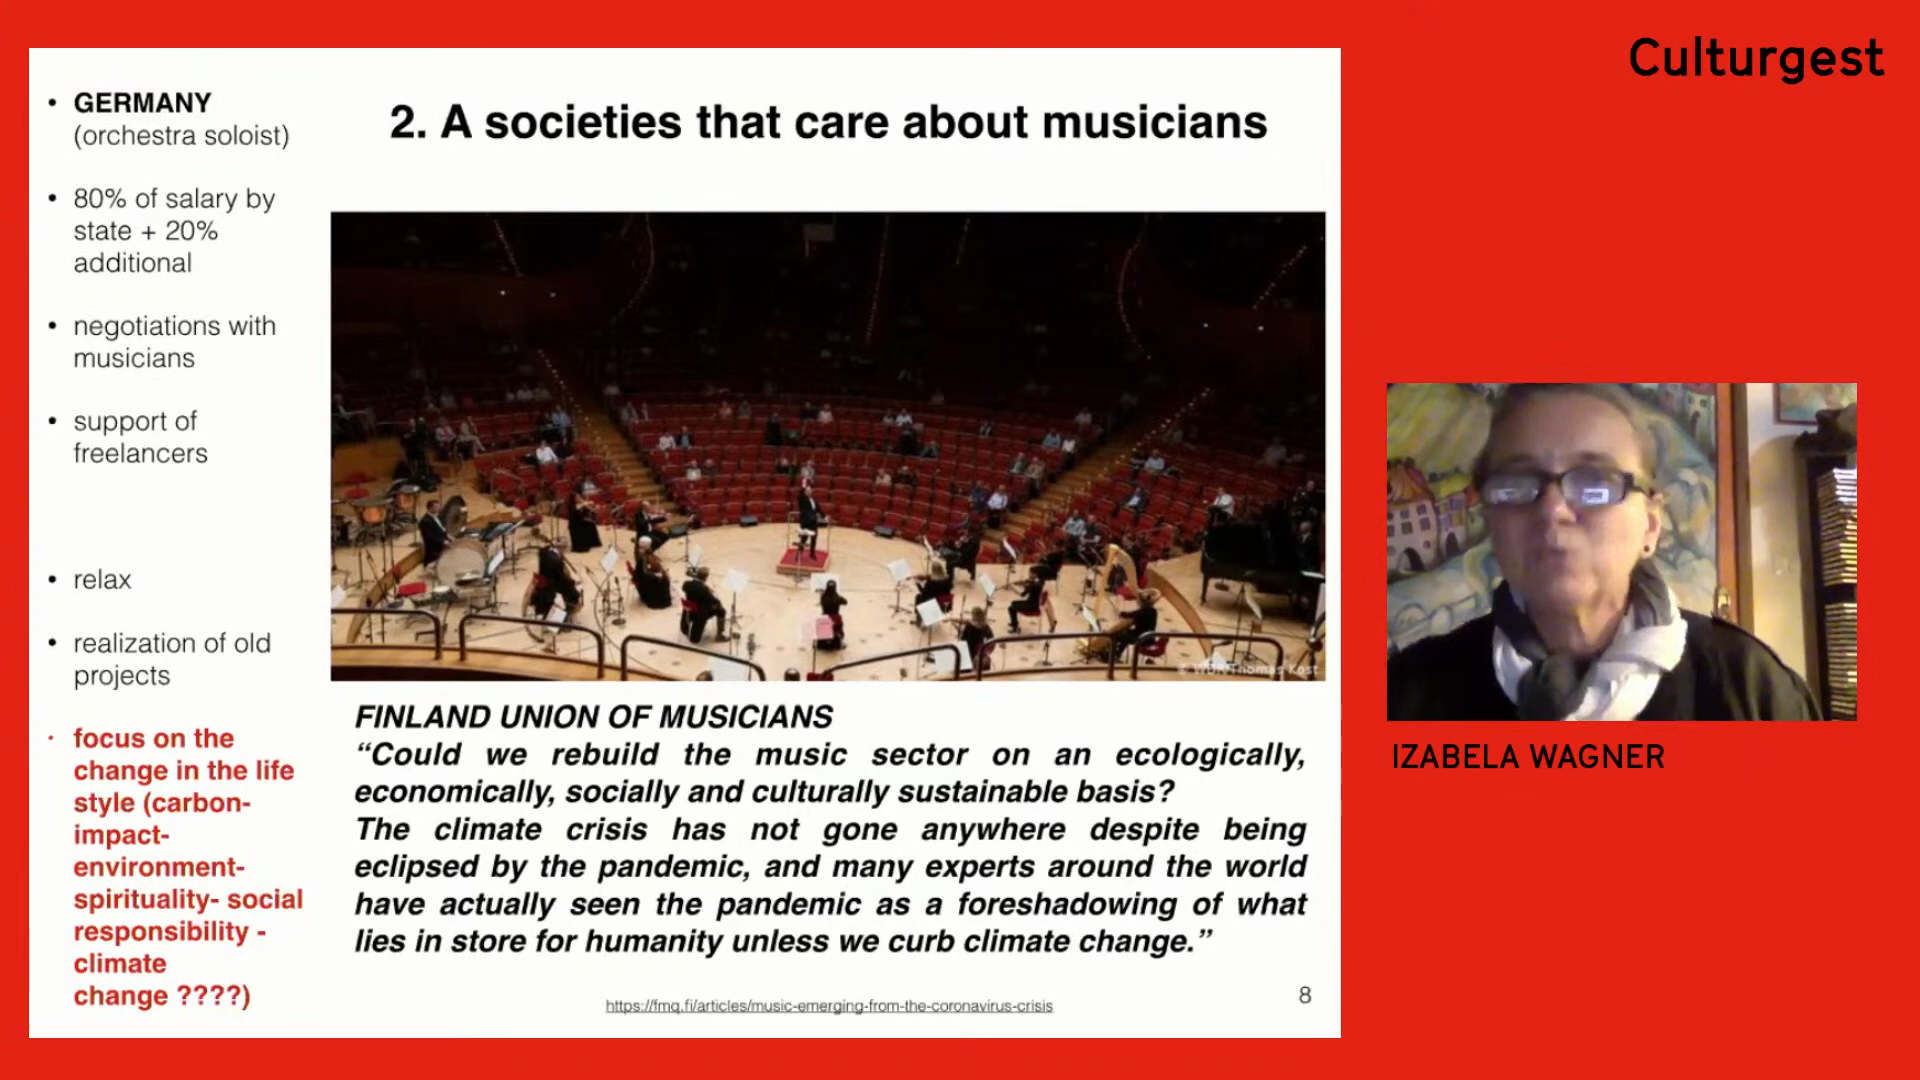 Culturgest
2. A societies that care about musicians
• GERMANY
(orchestra soloist)
• 80% of salary by
state + 20%
additional
• negotiations with
musicians
• support of
freelancers
• relax
• realization of old
projects
• focus on the
change in the life
style (carbon-
impact-
environment-
spirituality- social
responsibility -
climate
change ????)
© WDR/Thomas Kost
FINLAND UNION OF MUSICIANS
“Could we rebuild the music sector on an ecologically,
economically, socially and culturally sustainable basis?
The climate crisis has not gone anywhere despite being
eclipsed by the pandemic, and many experts around the world
have actually seen the pandemic as a foreshadowing of what
lies in store for humanity unless we curb climate change.”
https://fmq.fi/articles/music-emerging-from-the-coronavirus-crisis
8
IZABELA WAGNER